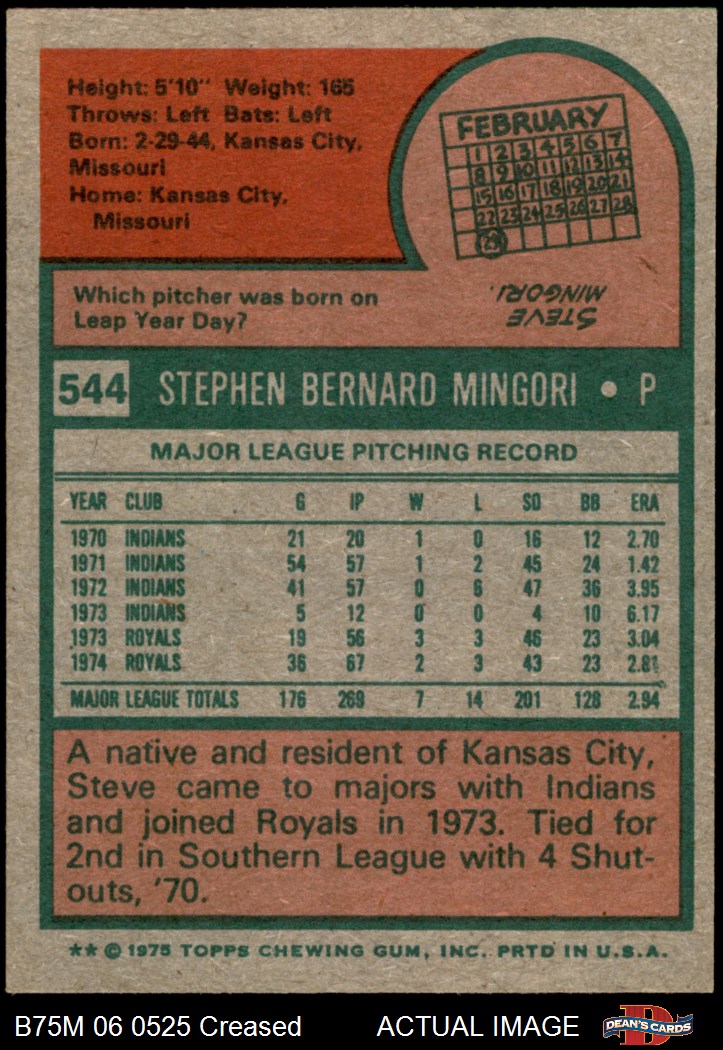 Height: 5'10" Weight: 165
Throws: Left Bats: Left
Born: 2-29-44, Kansas City,
Missouri
Home: Kansas City,
Missouri
FEBRUARY
1 2 3 4 5 6 7
8 9 10 11 12 13 14
15 16 17 18 19 20 21
22 23 24 25 26 27 28
29
Which pitcher was born on
Leap Year Day?
STEVE
MINGORI.
544 STEPHEN BERNARD MINGORI • P
MAJOR LEAGUE PITCHING RECORD
YEAR CLUB G IP W L SO BB ERA
1970 INDIANS 21 20 1 0 16 12 2.70
1971 INDIANS 54 57 1 2 45 24 1.42
1972 INDIANS 41 57 0 6 47 36 3.95
1973 INDIANS 5 12 0 0 4 10 6.17
1973 ROYALS 19 56 3 3 46 23 3.04
1974 ROYALS 36 67 2 3 43 23 2.81
MAJOR LEAGUE TOTALS 176 269 7 14 201 128 2.94
A native and resident of Kansas City,
Steve came to majors with Indians
and joined Royals in 1973. Tied for
2nd in Southern League with 4 Shut-
outs, '70.
** © 1975 TOPPS CHEWING GUM, INC. PRTD IN U.S.A.
B75M 06 0525 Creased ACTUAL IMAGE DEAN'S CARDS